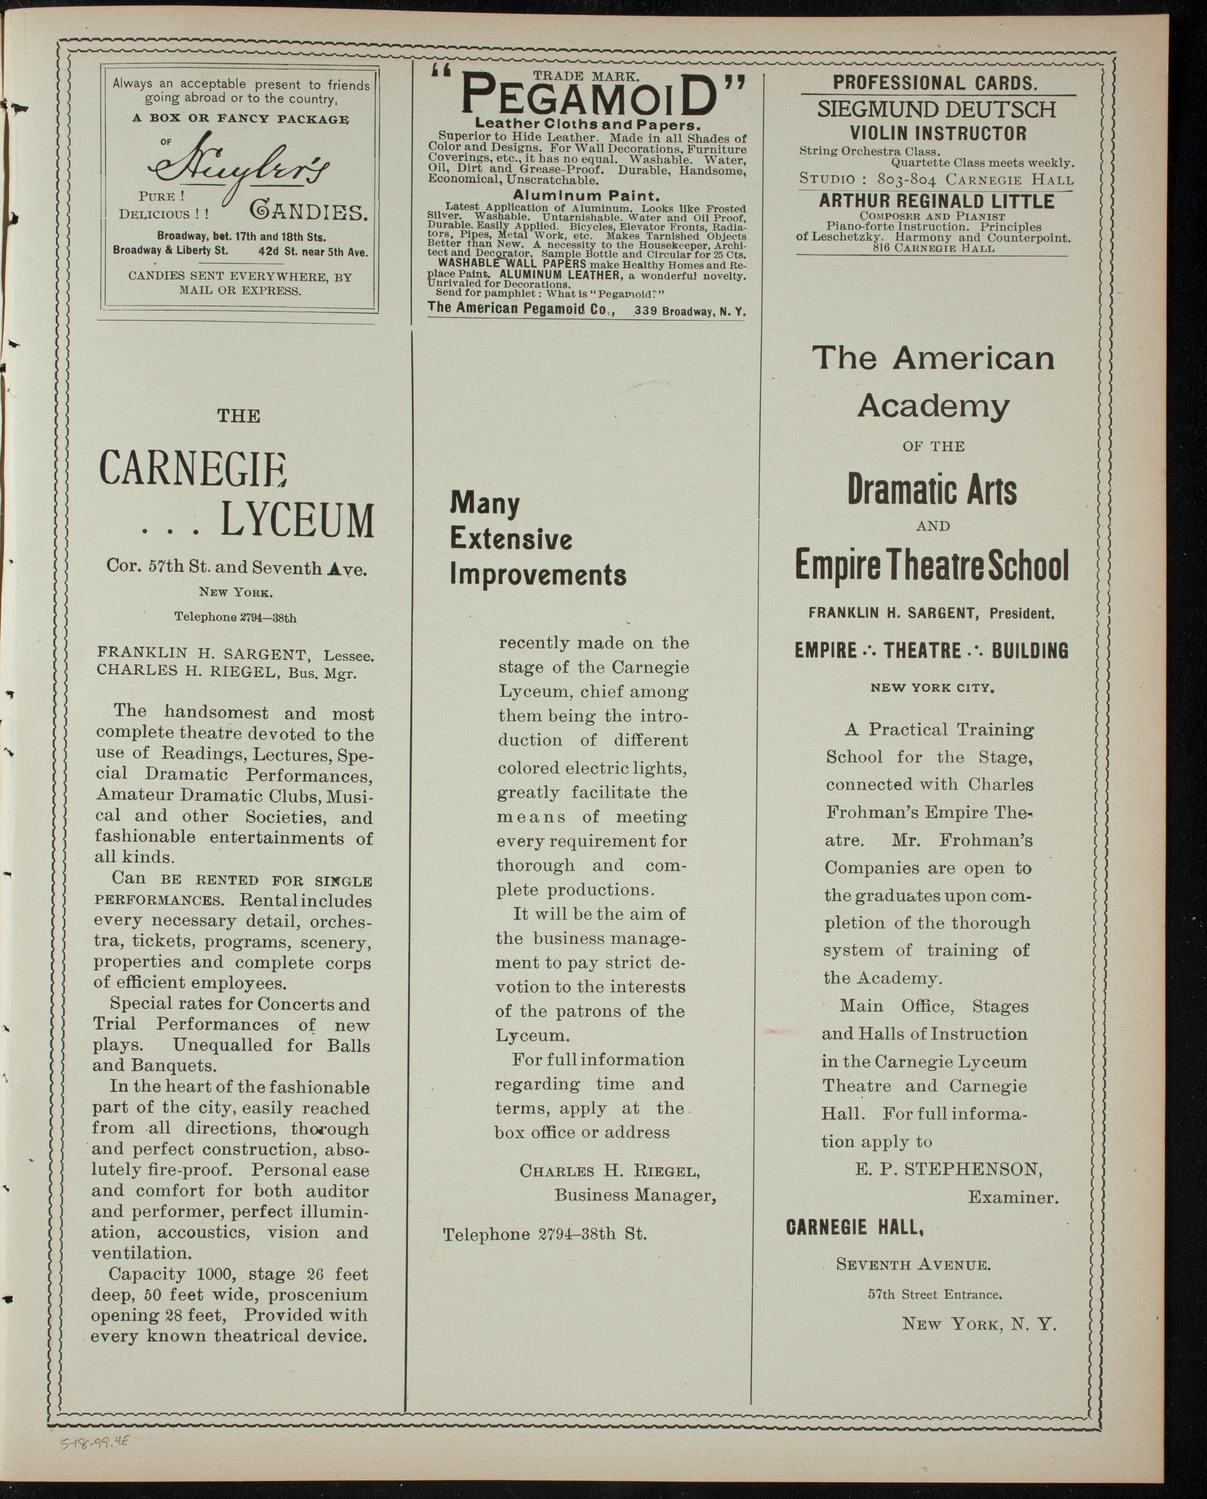 Always an acceptable present to friends
going abroad or to the country,
A BOX OR FANCY PACKAGE
OF
Huyler's
PURE !
DELICIOUS ! !
CANDIES.
Broadway, bet. 17th and 18th Sts.
Broadway & Liberty St. 42d St. near 5th Ave.
CANDIES SENT EVERYWHERE, BY
MAIL OR EXPRESS.
THE
CARNEGIE
. . . LYCEUM
Cor. 57th St. and Seventh Ave.
NEW YORK.
Telephone 2794—38th
FRANKLIN H. SARGENT, Lessee.
CHARLES H. RIEGEL, Bus. Mgr.
The handsomest and most
complete theatre devoted to the
use of Readings, Lectures, Spe-
cial Dramatic Performances,
Amateur Dramatic Clubs, Musi-
cal and other Societies, and
fashionable entertainments of
all kinds.
Can BE RENTED FOR SINGLE
PERFORMANCES. Rental includes
every necessary detail, orches-
tra, tickets, programs, scenery,
properties and complete corps
of efficient employees.
Special rates for Concerts and
Trial Performances of new
plays. Unequalled for Balls
and Banquets.
In the heart of the fashionable
part of the city, easily reached
from all directions, thorough
and perfect construction, abso-
lutely fire-proof. Personal ease
and comfort for both auditor
and performer, perfect illumin-
ation, accoustics, vision and
ventilation.
Capacity 1000, stage 26 feet
deep, 50 feet wide, proscenium
opening 28 feet, Provided with
every known theatrical device.
TRADE MARK.
"PEGAMOID"
Leather Cloths and Papers.
Superior to Hide Leather. Made in all Shades of
Color and Designs. For Wall Decorations, Furniture
Coverings, etc., it has no equal. Washable. Water,
Oil, Dirt and Grease-Proof. Durable, Handsome,
Economical, Unscratchable.
Aluminum Paint.
Latest Application of Aluminum. Looks like Frosted
Silver. Washable. Untarnishable. Water and Oil Proof,
Durable. Easily Applied. Bicycles, Elevator Fronts, Radia-
tors, Pipes, Metal Work, etc. Makes Tarnished Objects
Better than New. A necessity to the Housekeeper, Archi-
tect and Decorator. Sample Bottle and Circular for 25 Cts.
WASHABLE WALL PAPERS make Healthy Homes and Re-
place Paint. ALUMINUM LEATHER, a wonderful novelty.
Unrivaled for Decorations.
Send for pamphlet : What is "Pegamoid?"
The American Pegamoid Co., 339 Broadway, N. Y.
Many
Extensive
Improvements
recently made on the
stage of the Carnegie
Lyceum, chief among
them being the intro-
duction of different
colored electric lights,
greatly facilitate the
means of meeting
every requirement for
thorough and com-
plete productions.
It will be the aim of
the business manage-
ment to pay strict de-
votion to the interests
of the patrons of the
Lyceum.
For full information
regarding time and
terms, apply at the
box office or address
CHARLES H. RIEGEL,
Business Manager,
Telephone 2794–38th St.
PROFESSIONAL CARDS.
SIEGMUND DEUTSCH
VIOLIN INSTRUCTOR
String Orchestra Class.
Quartette Class meets weekly.
STUDIO : 803-804 CARNEGIE HALL
ARTHUR REGINALD LITTLE
COMPOSER AND PIANIST
Piano-forte Instruction. Principles
of Leschetzky. Harmony and Counterpoint.
816 CARNEGIE HALL
The American
Academy
OF THE
Dramatic Arts
AND
Empire Theatre School
FRANKLIN H. SARGENT, President.
EMPIRE ∴ THEATRE ∴ BUILDING
NEW YORK CITY.
A Practical Training
School for the Stage,
connected with Charles
Frohman's Empire The-
atre. Mr. Frohman's
Companies are open to
the graduates upon com-
pletion of the thorough
system of training of
the Academy.
Main Office, Stages
and Halls of Instruction
in the Carnegie Lyceum
Theatre and Carnegie
Hall. For full informa-
tion apply to
E. P. STEPHENSON,
Examiner.
CARNEGIE HALL,
SEVENTH AVENUE.
57th Street Entrance.
NEW YORK, N. Y.
5-18-99.4E